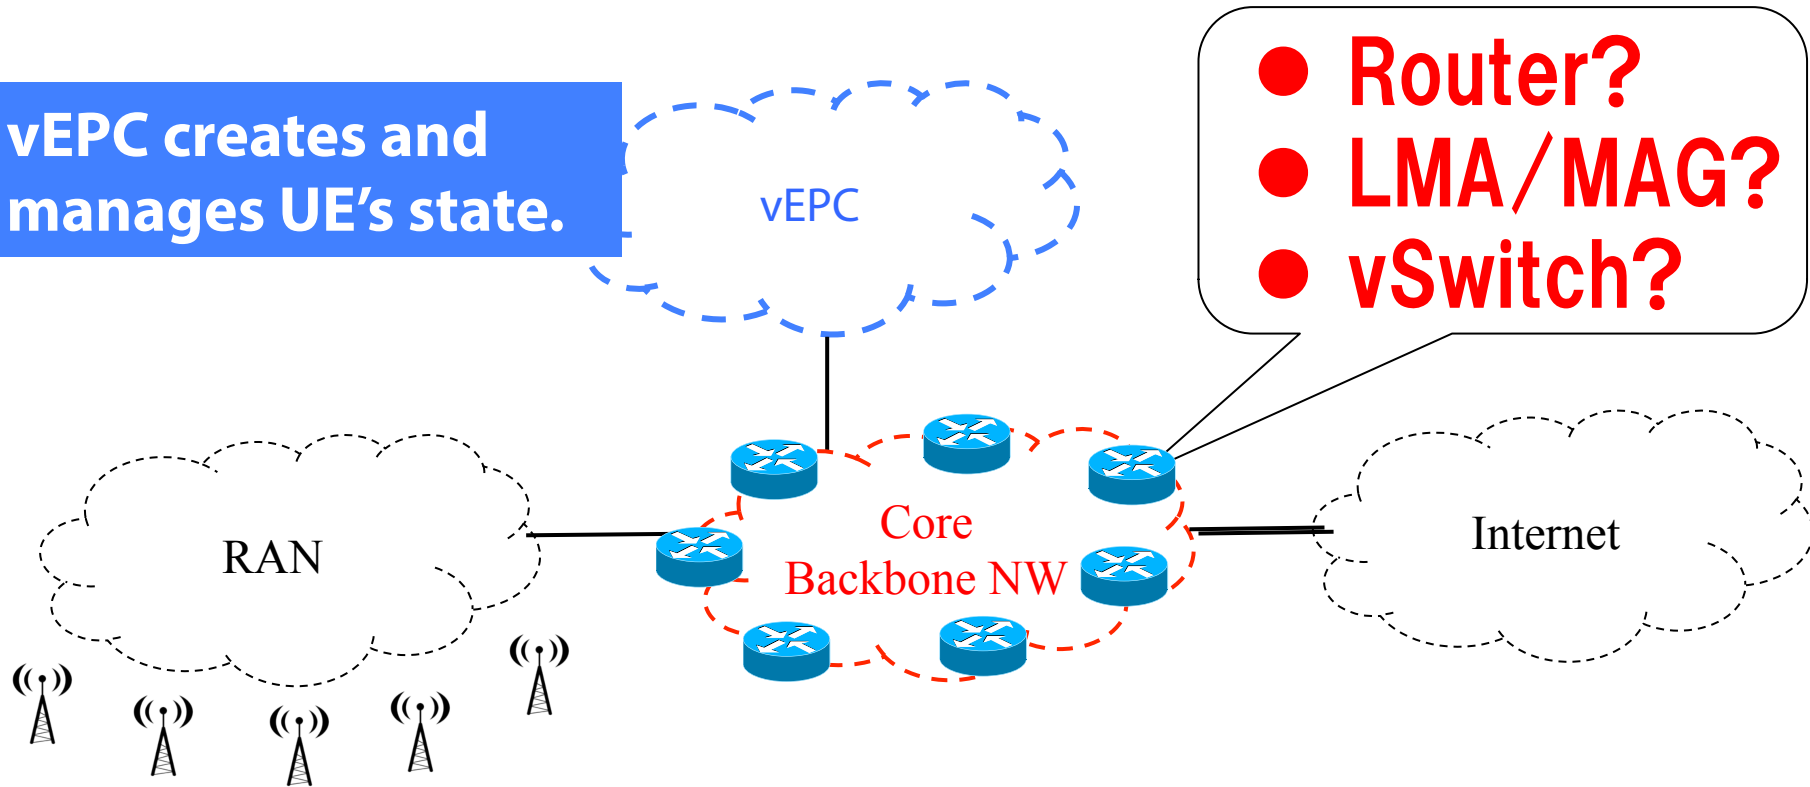 vEPC creates and
manages UE's state.
vEPC
● Router?
● LMA/MAG?
● vSwitch?
RAN
Core
Backbone NW
Internet